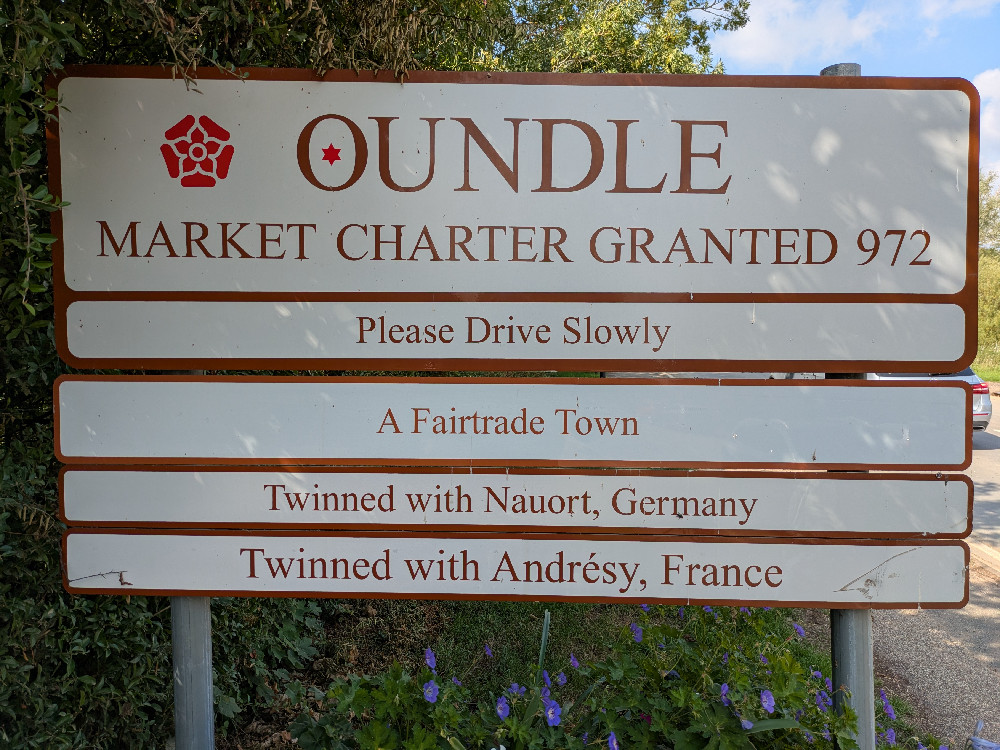 OUNDLE
MARKET CHARTER GRANTED 972
Please Drive Slowly
A Fairtrade Town
Twinned with Nauort, Germany
Twinned with Andrésy, France